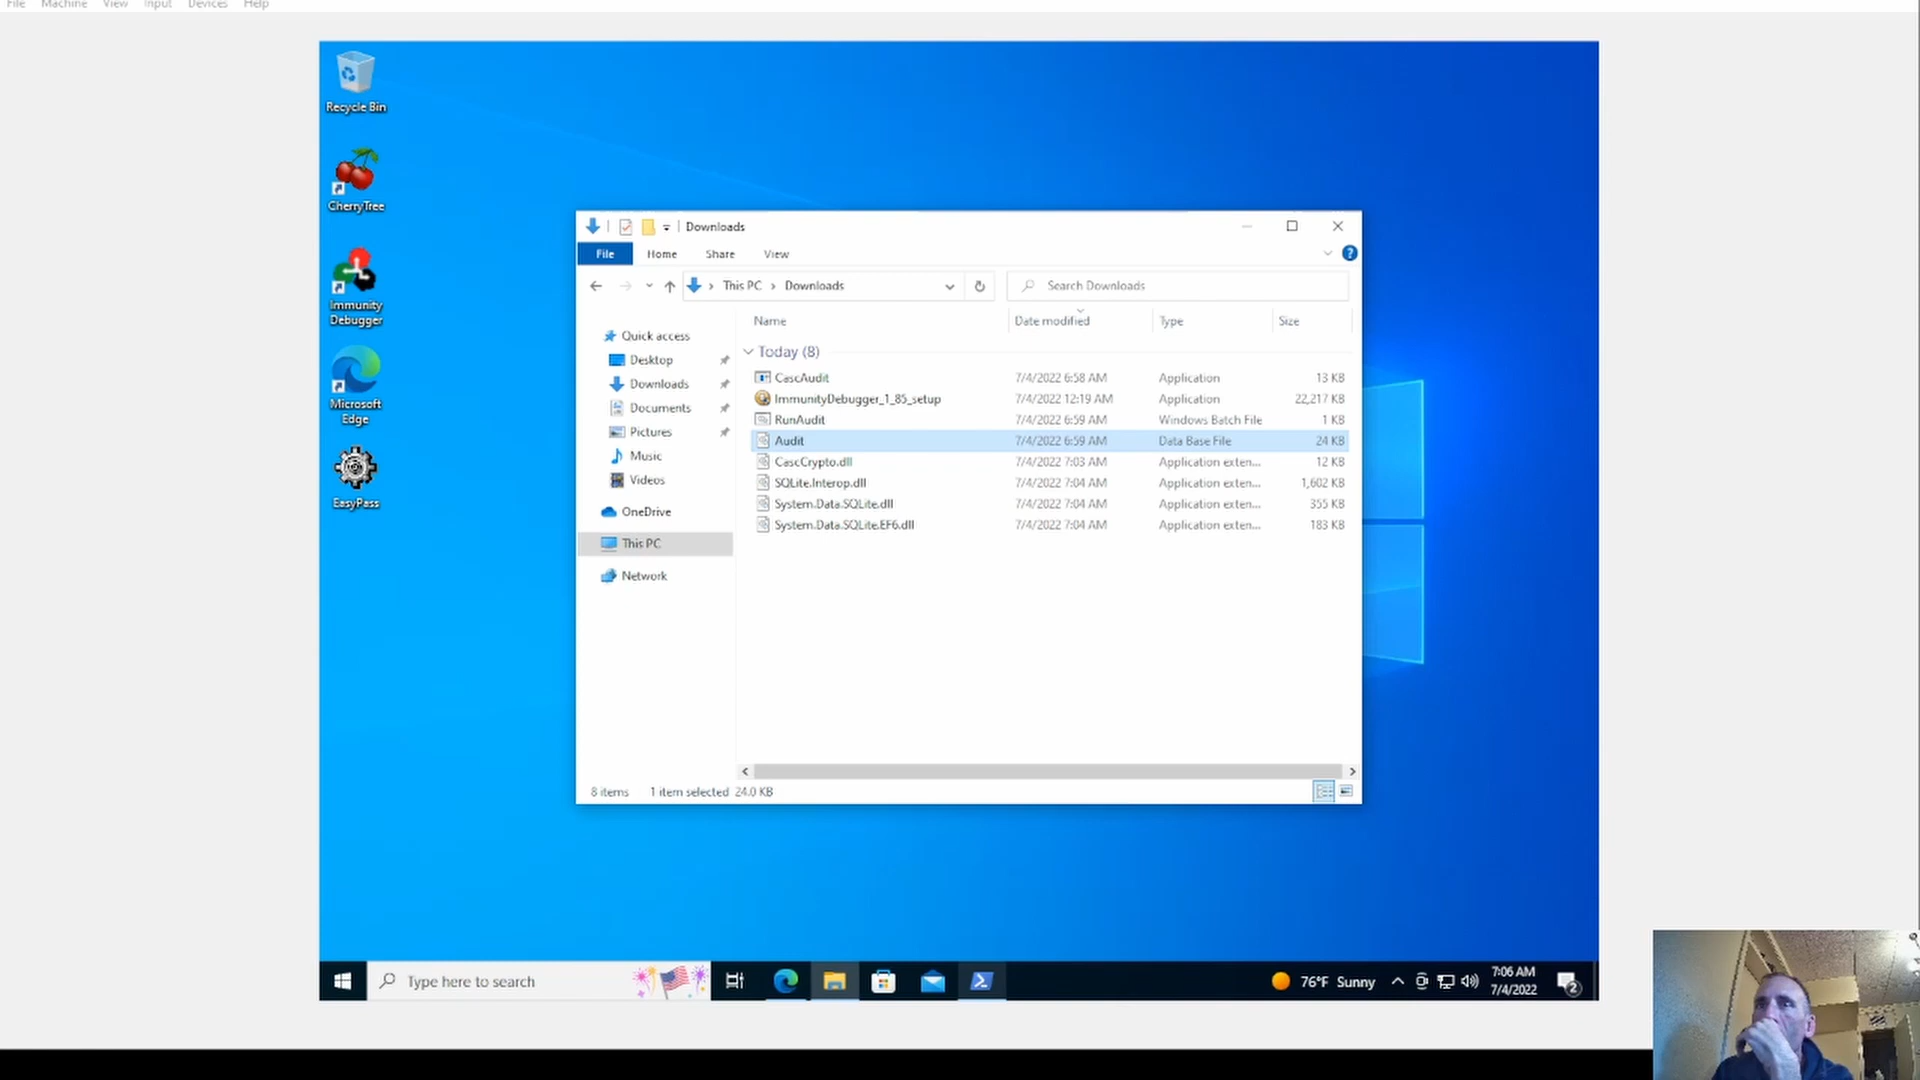 File Machine View Input Devices Help
Recycle Bin
CherryTree
Immunity
Debugger
Microsoft
Edge
EasyPass
Downloads
File Home Share View
This PC Downloads
Search Downloads
Name Date modified Type Size
Quick access
Desktop
Downloads
Documents
Pictures
Music
Videos
OneDrive
This PC
Network
Today (8)
CascAudit 7/4/2022 6:58 AM Application 13 KB
ImmunityDebugger_1_85_setup 7/4/2022 12:19 AM Application 22,217 KB
RunAudit 7/4/2022 6:59 AM Windows Batch File 1 KB
Audit 7/4/2022 6:59 AM Data Base File 24 KB
CascCrypto.dll 7/4/2022 7:03 AM Application exten... 12 KB
SQLite.Interop.dll 7/4/2022 7:04 AM Application exten... 1,602 KB
System.Data.SQLite.dll 7/4/2022 7:04 AM Application exten... 355 KB
System.Data.SQLite.EF6.dll 7/4/2022 7:04 AM Application exten... 183 KB
8 items 1 item selected 24.0 KB
Type here to search
76°F Sunny
7:06 AM
7/4/2022
2